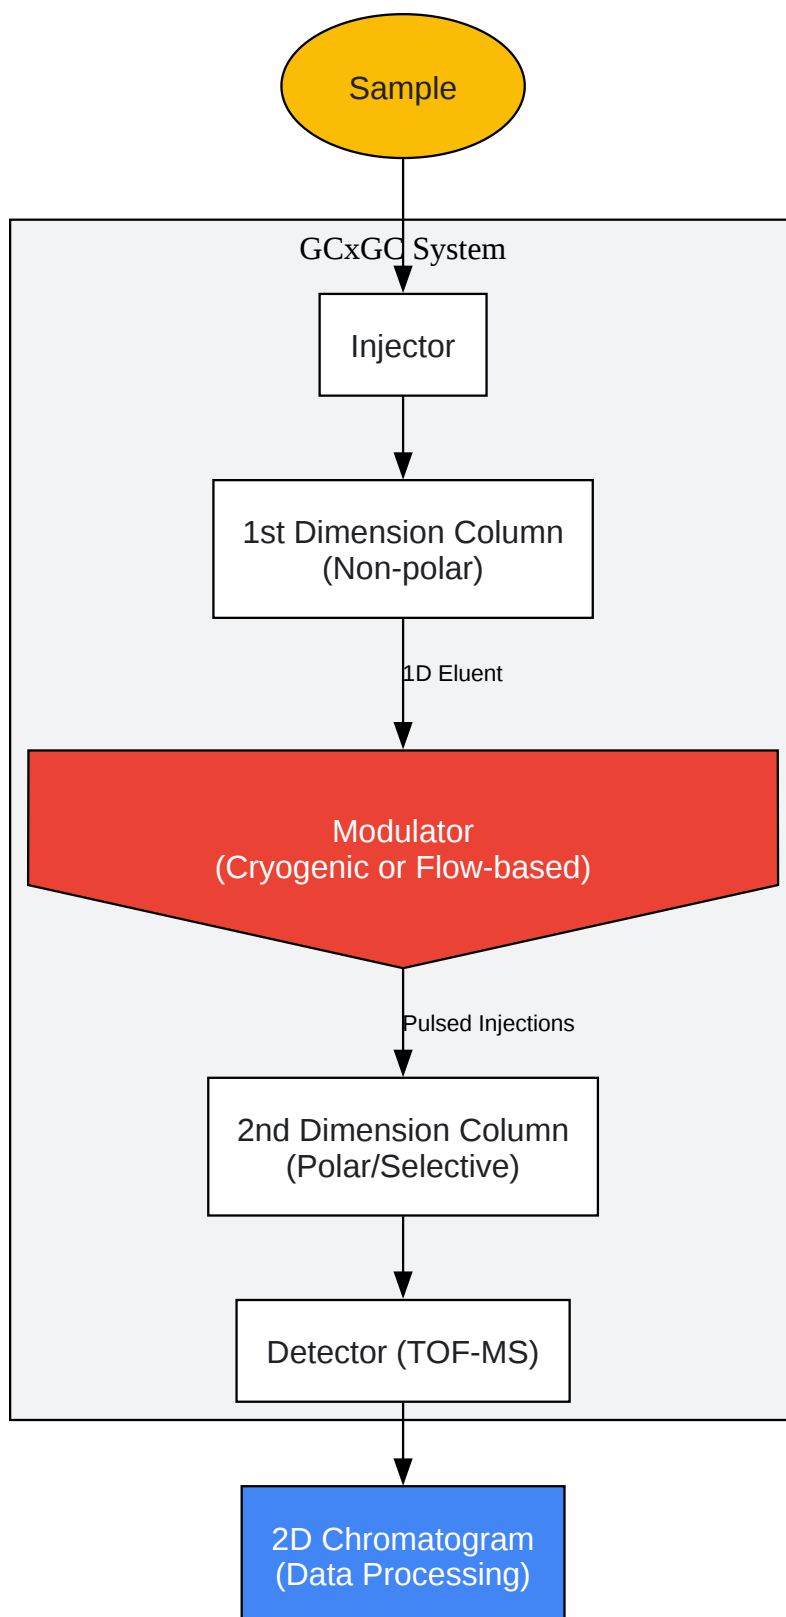 Sample
GCxGC System
Injector
1st Dimension Column
(Non-polar)
1D Eluent
Modulator
(Cryogenic or Flow-based)
Pulsed Injections
2nd Dimension Column
(Polar/Selective)
Detector (TOF-MS)
2D Chromatogram
(Data Processing)